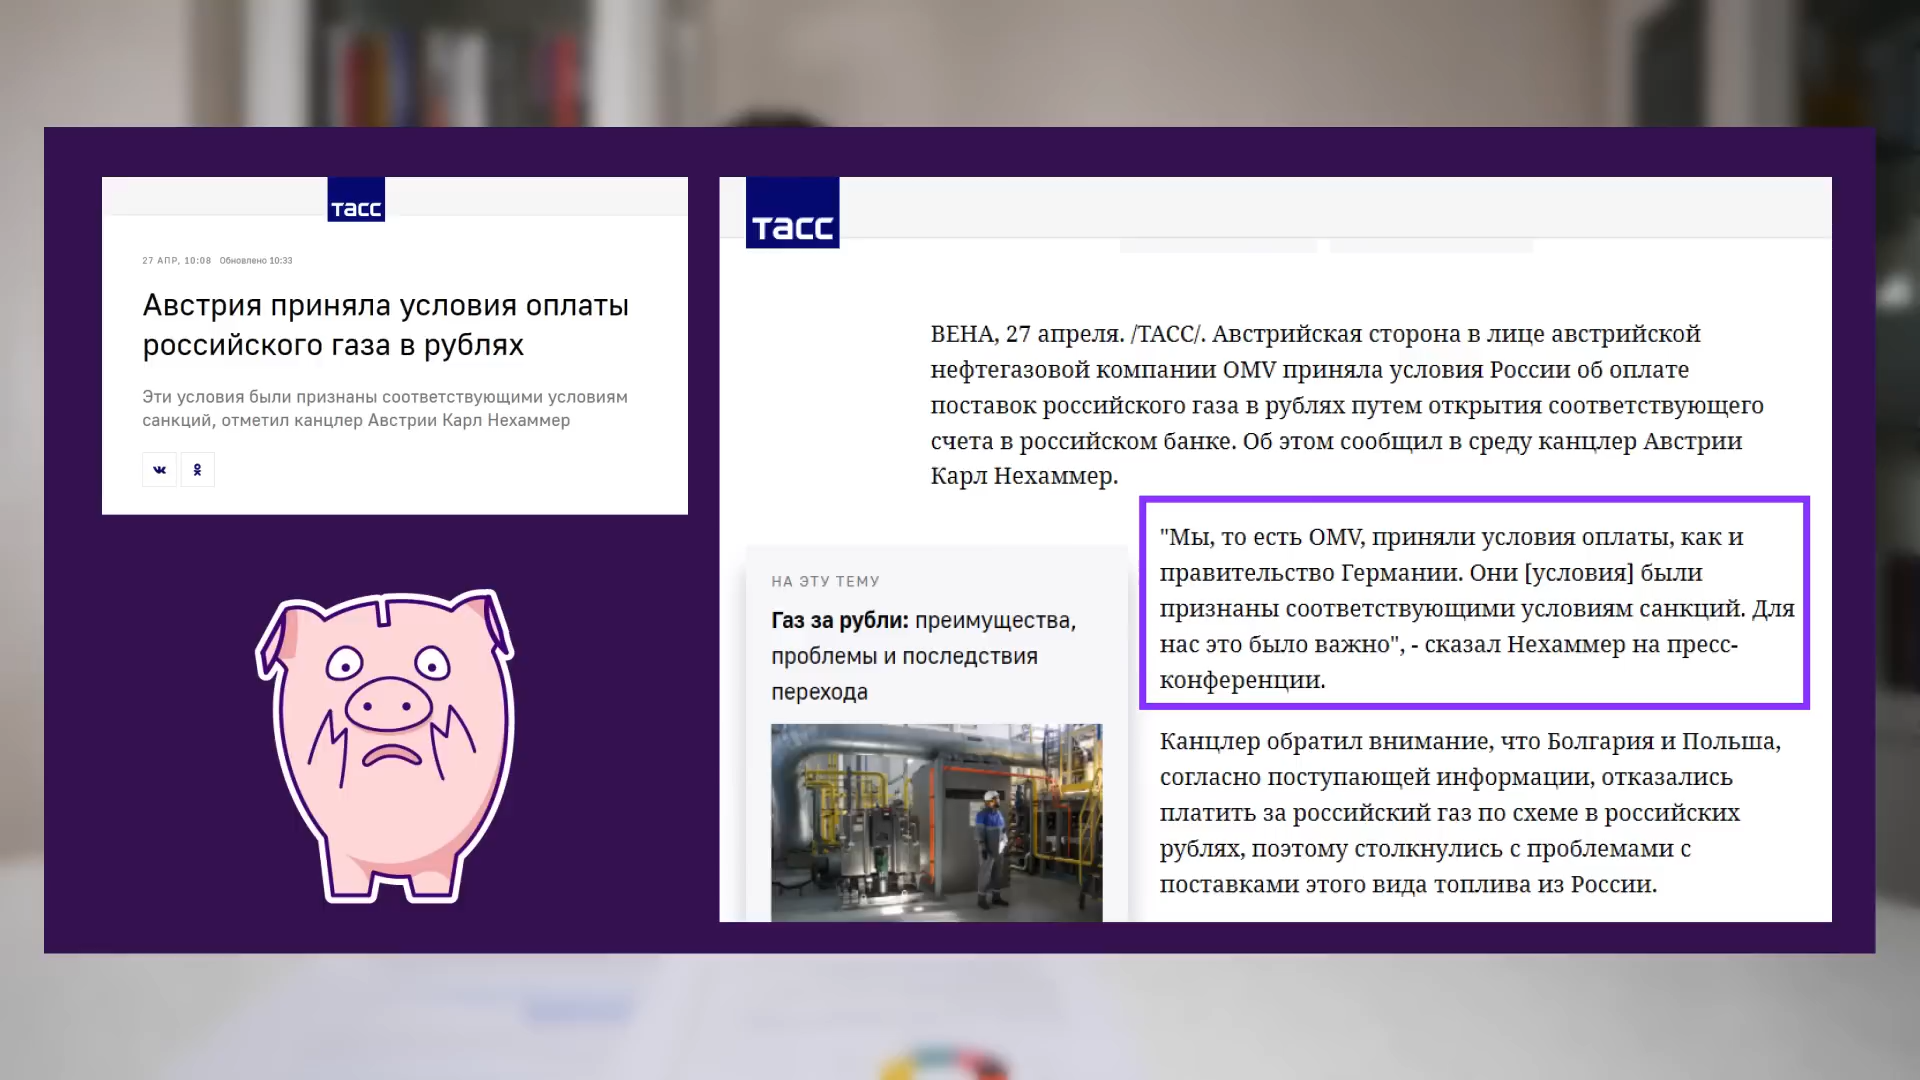 тасс
27 АПР, 10:08 Обновлено 10:33
Австрия приняла условия оплаты
российского газа в рублях
Эти условия были признаны соответствующими условиям
санкций, отметил канцлер Австрии Карл Нехаммер
тасс
ВЕНА, 27 апреля. /ТАСС/. Австрийская сторона в лице австрийской
нефтегазовой компании OMV приняла условия России об оплате
поставок российского газа в рублях путем открытия соответствующего
счета в российском банке. Об этом сообщил в среду канцлер Австрии
Карл Нехаммер.
НА ЭТУ ТЕМУ
Газ за рубли: преимущества,
проблемы и последствия
перехода
"Мы, то есть OMV, приняли условия оплаты, как и
правительство Германии. Они [условия] были
признаны соответствующими условиям санкций. Для
нас это было важно", - сказал Нехаммер на пресс-
конференции.
Канцлер обратил внимание, что Болгария и Польша,
согласно поступающей информации, отказались
платить за российский газ по схеме в российских
рублях, поэтому столкнулись с проблемами с
поставками этого вида топлива из России.